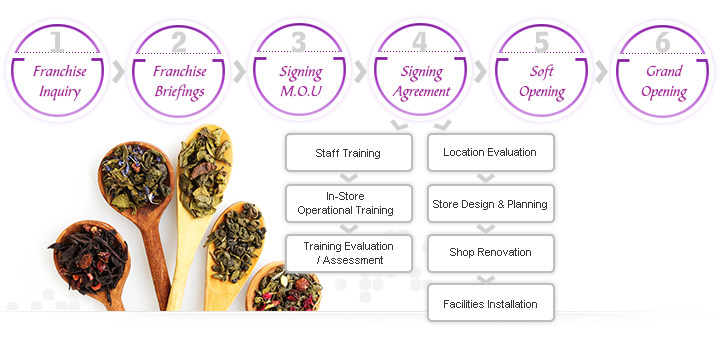 1
Franchise
Inquiry
2
Franchise
Briefings
3
Signing
M.O.U
4
Signing
Agreement
5
Soft
Opening
6
Grand
Opening
Staff Training
In-Store
Operational Training
Training Evaluation
/ Assessment
Location Evaluation
Store Design & Planning
Shop Renovation
Facilities Installation